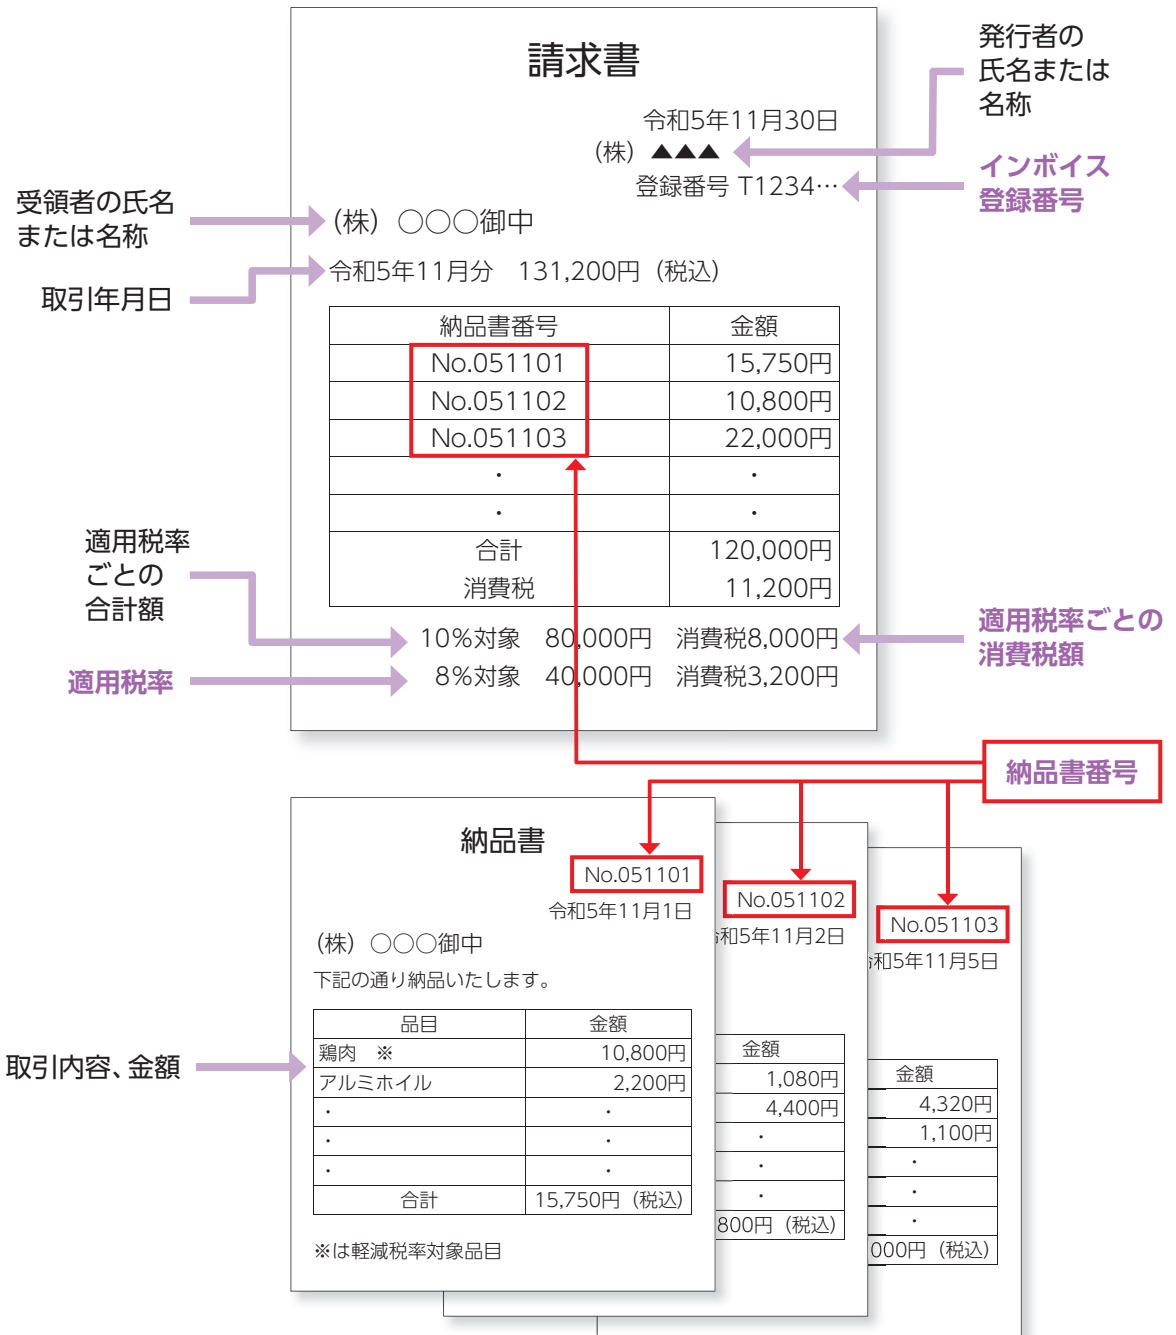 請求書
令和5年11月30日
(株) ▲▲▲
登録番号 T1234…
(株) ○○○御中
令和5年11月分 131,200円(税込)
納品書番号 金額
No.051101 15,750円
No.051102 10,800円
No.051103 22,000円
・ ・
・ ・
合計 120,000円
消費税 11,200円
10%対象 80,000円 消費税8,000円
8%対象 40,000円 消費税3,200円
発行者の
氏名または
名称
インボイス
登録番号
受領者の氏名
または名称
取引年月日
適用税率
ごとの
合計額
適用税率
適用税率ごとの
消費税額
納品書番号
納品書
No.051101
令和5年11月1日
(株) ○○○御中
下記の通り納品いたします。
品目 金額
鶏肉 ※ 10,800円
アルミホイル 2,200円
・ ・
・ ・
・ ・
合計 15,750円(税込)
※は軽減税率対象品目
取引内容、金額
No.051102
和5年11月2日
金額
1,080円
4,400円
・
・
・
800円(税込)
No.051103
和5年11月5日
金額
4,320円
1,100円
・
・
・
000円(税込)